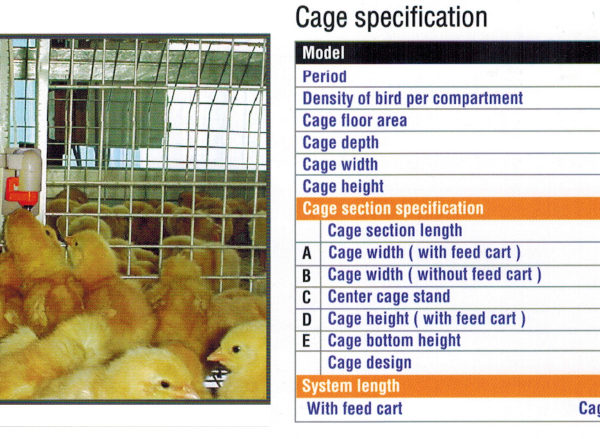 Cage specification
Model
Period
Density of bird per compartment
Cage floor area
Cage depth
Cage width
Cage height
Cage section specification
Cage section length
A Cage width ( with feed cart )
B Cage width ( without feed cart )
C Center cage stand
D Cage height ( with feed cart )
E Cage bottom height
Cage design
System length
With feed cart Cag